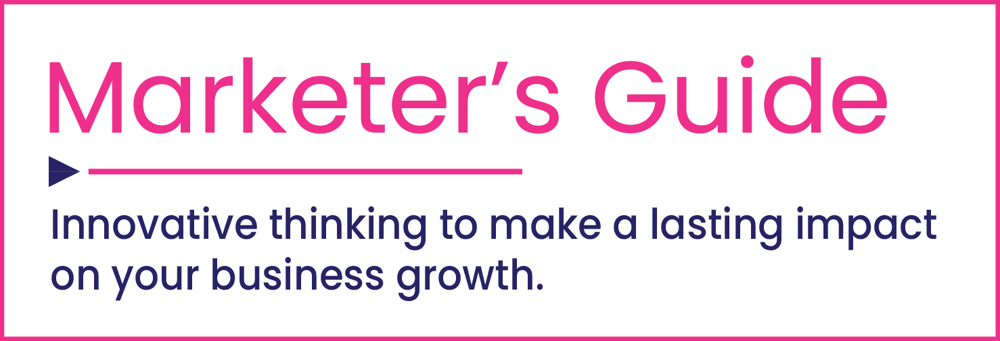 Marketer’s Guide
Innovative thinking to make a lasting impact
on your business growth.